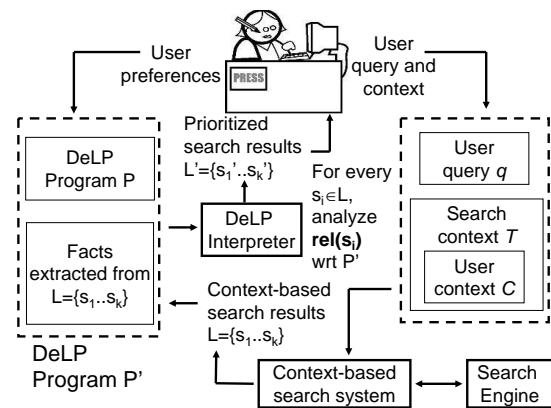 User
preferences
PRESS
User
query and
context
DeLP
Program P
Facts
extracted from
L={s1..sk}
DeLP
Program P'
Prioritized
search results
L'={s1'..sk'}
DeLP
Interpreter
For every
si∈L,
analyze
rel(si)
wrt P'
User
query q
Search
context T
User
context C
Context-based
search results
L={s1..sk}
Context-based
search system
Search
Engine